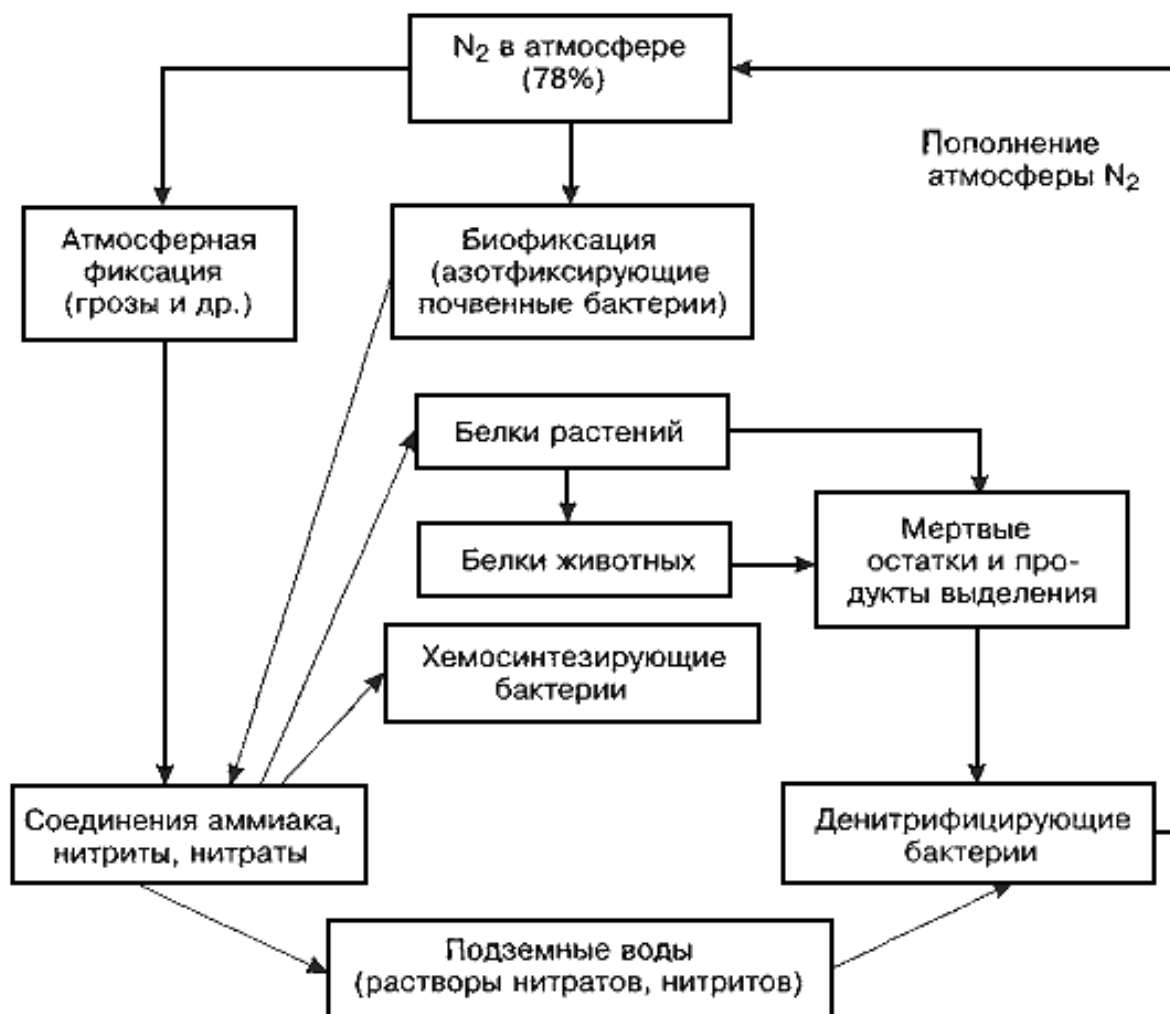 N₂ в атмосфере
(78%)
Пополнение
атмосферы N₂
Атмосферная
фиксация
(грозы и др.)
Биофиксация
(азотфиксирующие
почвенные бактерии)
Белки растений
Белки животных
Мертвые
остатки и про-
дукты выделения
Хемосинтезирующие
бактерии
Соединения аммиака,
нитриты, нитраты
Денитрифицирующие
бактерии
Подземные воды
(растворы нитратов, нитритов)